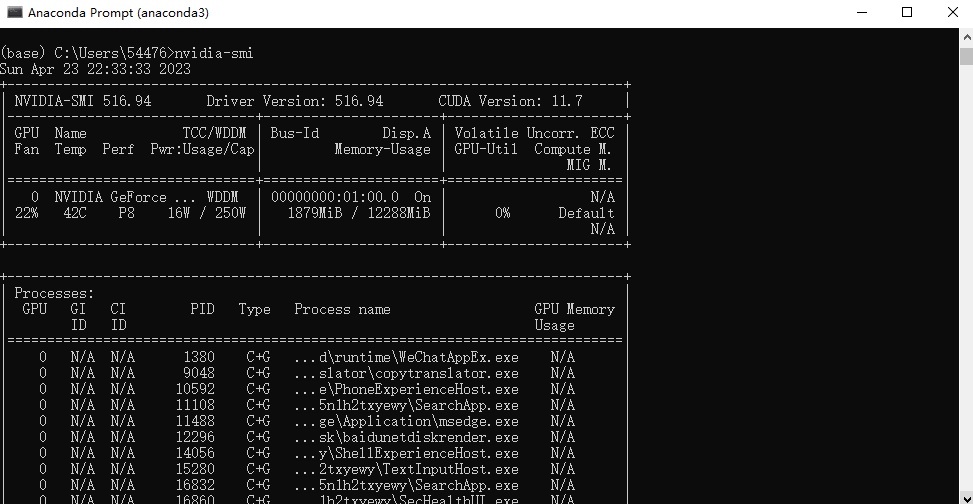 Anaconda Prompt (anaconda3)
(base) C:\Users\54476>nvidia-smi
Sun Apr 23 22:33:33 2023
NVIDIA-SMI 516.94 Driver Version: 516.94 CUDA Version: 11.7
GPU Name TCC/WDDM Bus-Id Disp.A Volatile Uncorr. ECC
Fan Temp Perf Pwr:Usage/Cap Memory-Usage GPU-Util Compute M.
MIG M.
0 NVIDIA GeForce ... WDDM 00000000:01:00.0 On N/A
22% 42C P8 16W / 250W 1879MiB / 12288MiB 0% Default
N/A
Processes:
GPU GI CI PID Type Process name GPU Memory
ID ID Usage
0 N/A N/A 1380 C+G ...d\runtime\WeChatAppEx.exe N/A
0 N/A N/A 9048 C+G ...slator\copytranslator.exe N/A
0 N/A N/A 10592 C+G ...e\PhoneExperienceHost.exe N/A
0 N/A N/A 11108 C+G ...5n1h2txyewy\SearchApp.exe N/A
0 N/A N/A 11488 C+G ...ge\Application\msedge.exe N/A
0 N/A N/A 12296 C+G ...sk\baidunetdiskrender.exe N/A
0 N/A N/A 14056 C+G ...y\ShellExperienceHost.exe N/A
0 N/A N/A 15280 C+G ...2txyewy\TextInputHost.exe N/A
0 N/A N/A 16832 C+G ...5n1h2txyewy\SearchApp.exe N/A
0 N/A N/A 16860 C+G ...1h2txyewy\SecHealthUI.exe N/A